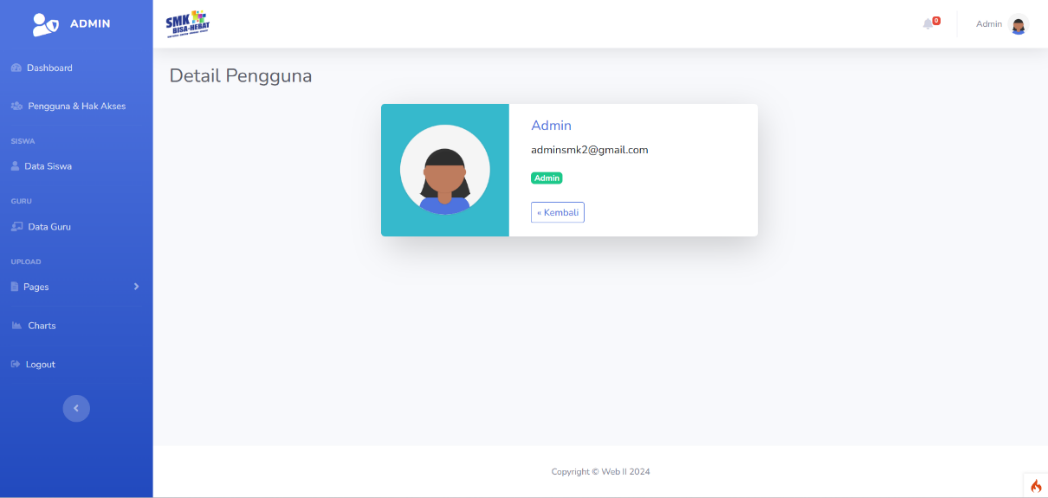 ADMIN
Dashboard
Pengguna & Hak Akses
SISWA
Data Siswa
GURU
Data Guru
UPLOAD
Pages
Charts
Logout
SMK
BISA-HEBAT
0
Admin
Detail Pengguna
Admin
adminsmk2@gmail.com
Admin
« Kembali
Copyright © Web II 2024